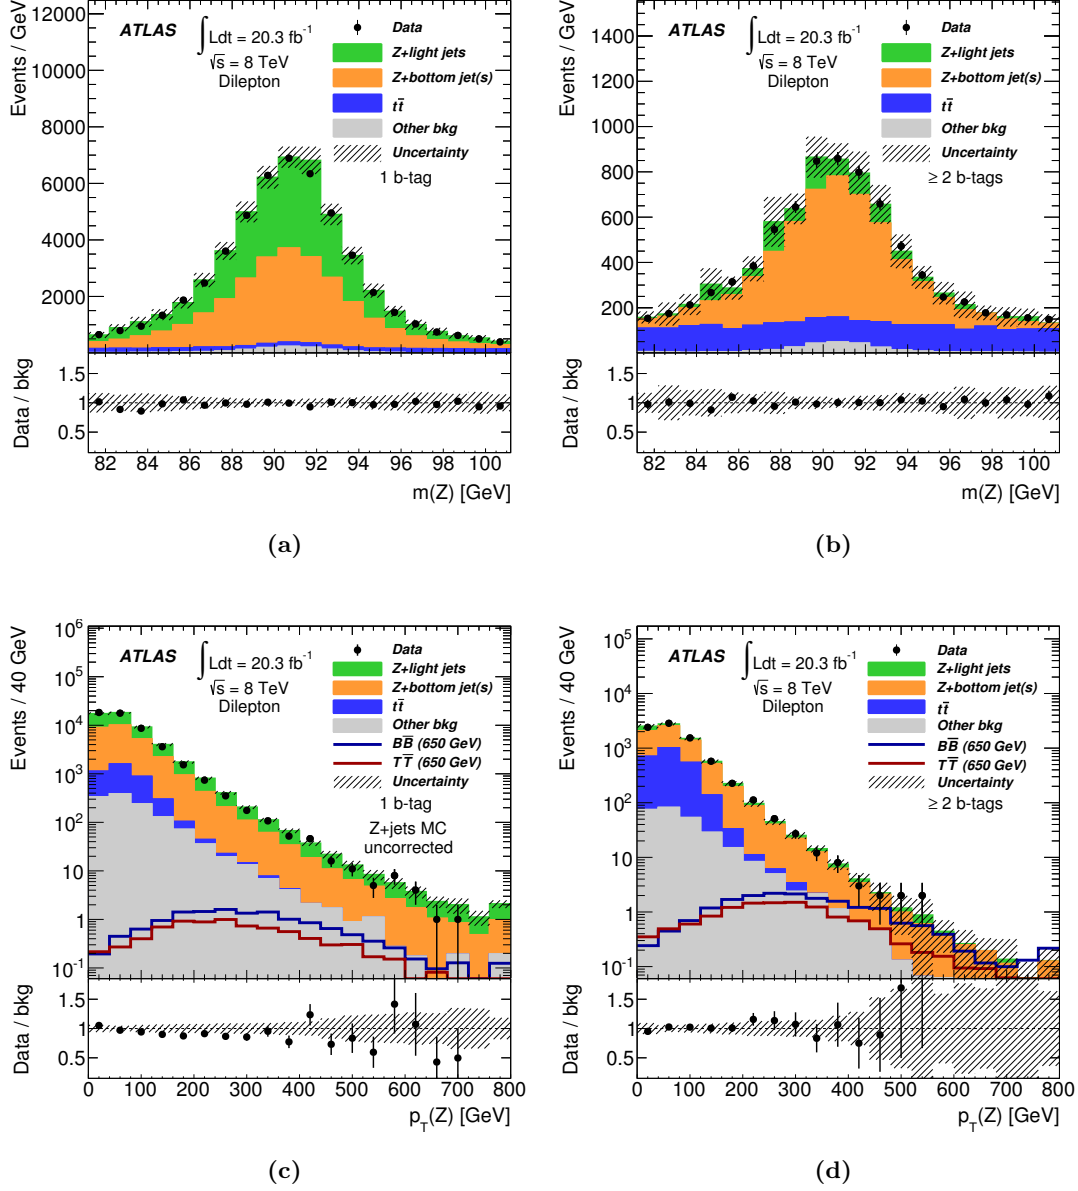 ATLAS
∫ Ldt = 20.3 fb⁻¹
√s = 8 TeV
Dilepton
Data
Z+light jets
Z+bottom jet(s)
tt̄
Other bkg
Uncertainty
1 b-tag
Events / GeV
12000
10000
8000
6000
4000
2000
Data / bkg
1.5
1
0.5
82 84 86 88 90 92 94 96 98 100
m(Z) [GeV]
(a)
ATLAS
∫ Ldt = 20.3 fb⁻¹
√s = 8 TeV
Dilepton
Data
Z+light jets
Z+bottom jet(s)
tt̄
Other bkg
Uncertainty
≥ 2 b-tags
Events / GeV
1400
1200
1000
800
600
400
200
Data / bkg
1.5
1
0.5
82 84 86 88 90 92 94 96 98 100
m(Z) [GeV]
(b)
ATLAS
∫ Ldt = 20.3 fb⁻¹
√s = 8 TeV
Dilepton
Data
Z+light jets
Z+bottom jet(s)
tt̄
Other bkg
BB̄ (650 GeV)
TT̄ (650 GeV)
Uncertainty
1 b-tag
Z+jets MC
uncorrected
Events / 40 GeV
10⁶
10⁵
10⁴
10³
10²
10
1
10⁻¹
Data / bkg
1.5
1
0.5
0 100 200 300 400 500 600 700 800
p_T(Z) [GeV]
(c)
ATLAS
∫ Ldt = 20.3 fb⁻¹
√s = 8 TeV
Dilepton
Data
Z+light jets
Z+bottom jet(s)
tt̄
Other bkg
BB̄ (650 GeV)
TT̄ (650 GeV)
Uncertainty
≥ 2 b-tags
Events / 40 GeV
10⁵
10⁴
10³
10²
10
1
10⁻¹
Data / bkg
1.5
1
0.5
0 100 200 300 400 500 600 700 800
p_T(Z) [GeV]
(d)